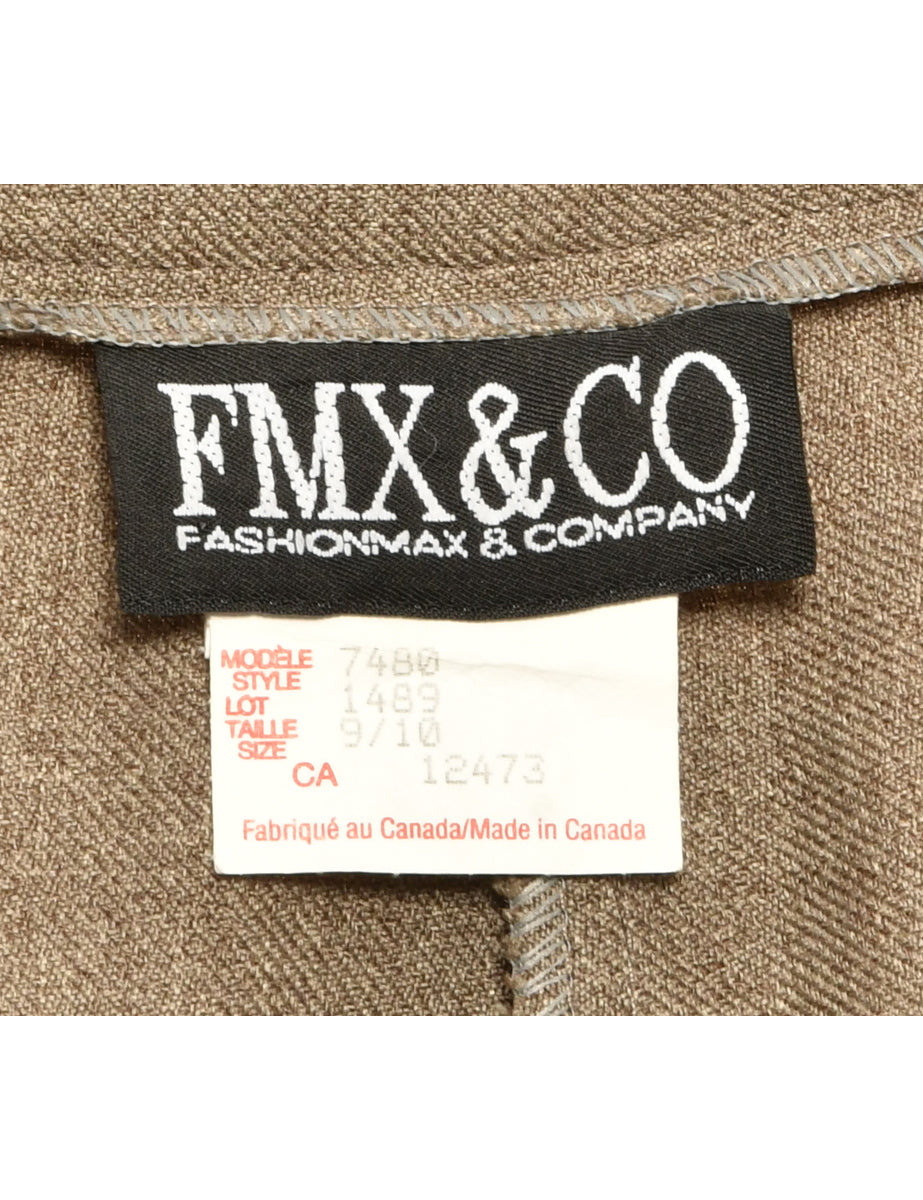 FMX & CO
FASHIONMAX & COMPANY
MODÈLE 7480
STYLE
LOT 1489
TAILLE 9/10
SIZE
CA 12473
Fabriqué au Canada/Made in Canada